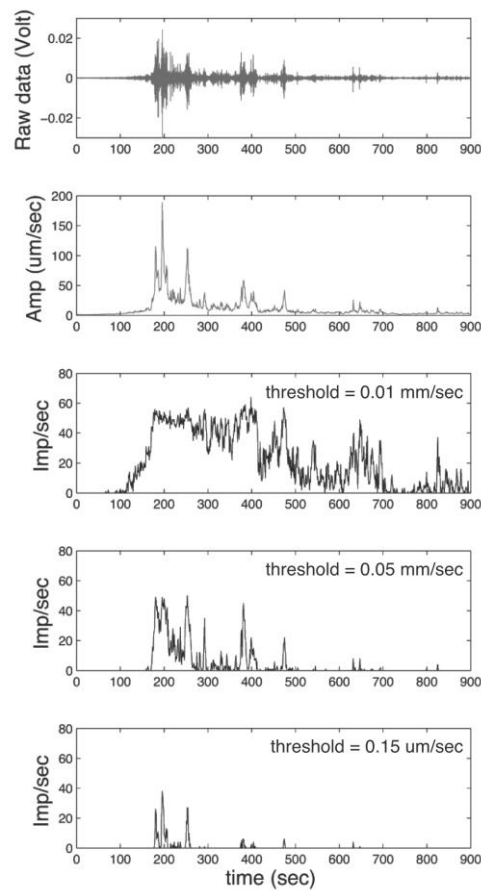 Raw data (Volt)
0.02
0
−0.02
0 100 200 300 400 500 600 700 800 900
Amp (um/sec)
200
150
100
50
0
0 100 200 300 400 500 600 700 800 900
Imp/sec
80
60
40
20
0
threshold = 0.01 mm/sec
0 100 200 300 400 500 600 700 800 900
Imp/sec
80
60
40
20
0
threshold = 0.05 mm/sec
0 100 200 300 400 500 600 700 800 900
Imp/sec
80
60
40
20
0
threshold = 0.15 um/sec
0 100 200 300 400 500 600 700 800 900
time (sec)